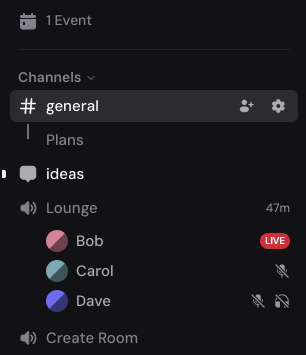 1 Event
Channels
general
Plans
ideas
Lounge 47m
Bob LIVE
Carol
Dave
Create Room